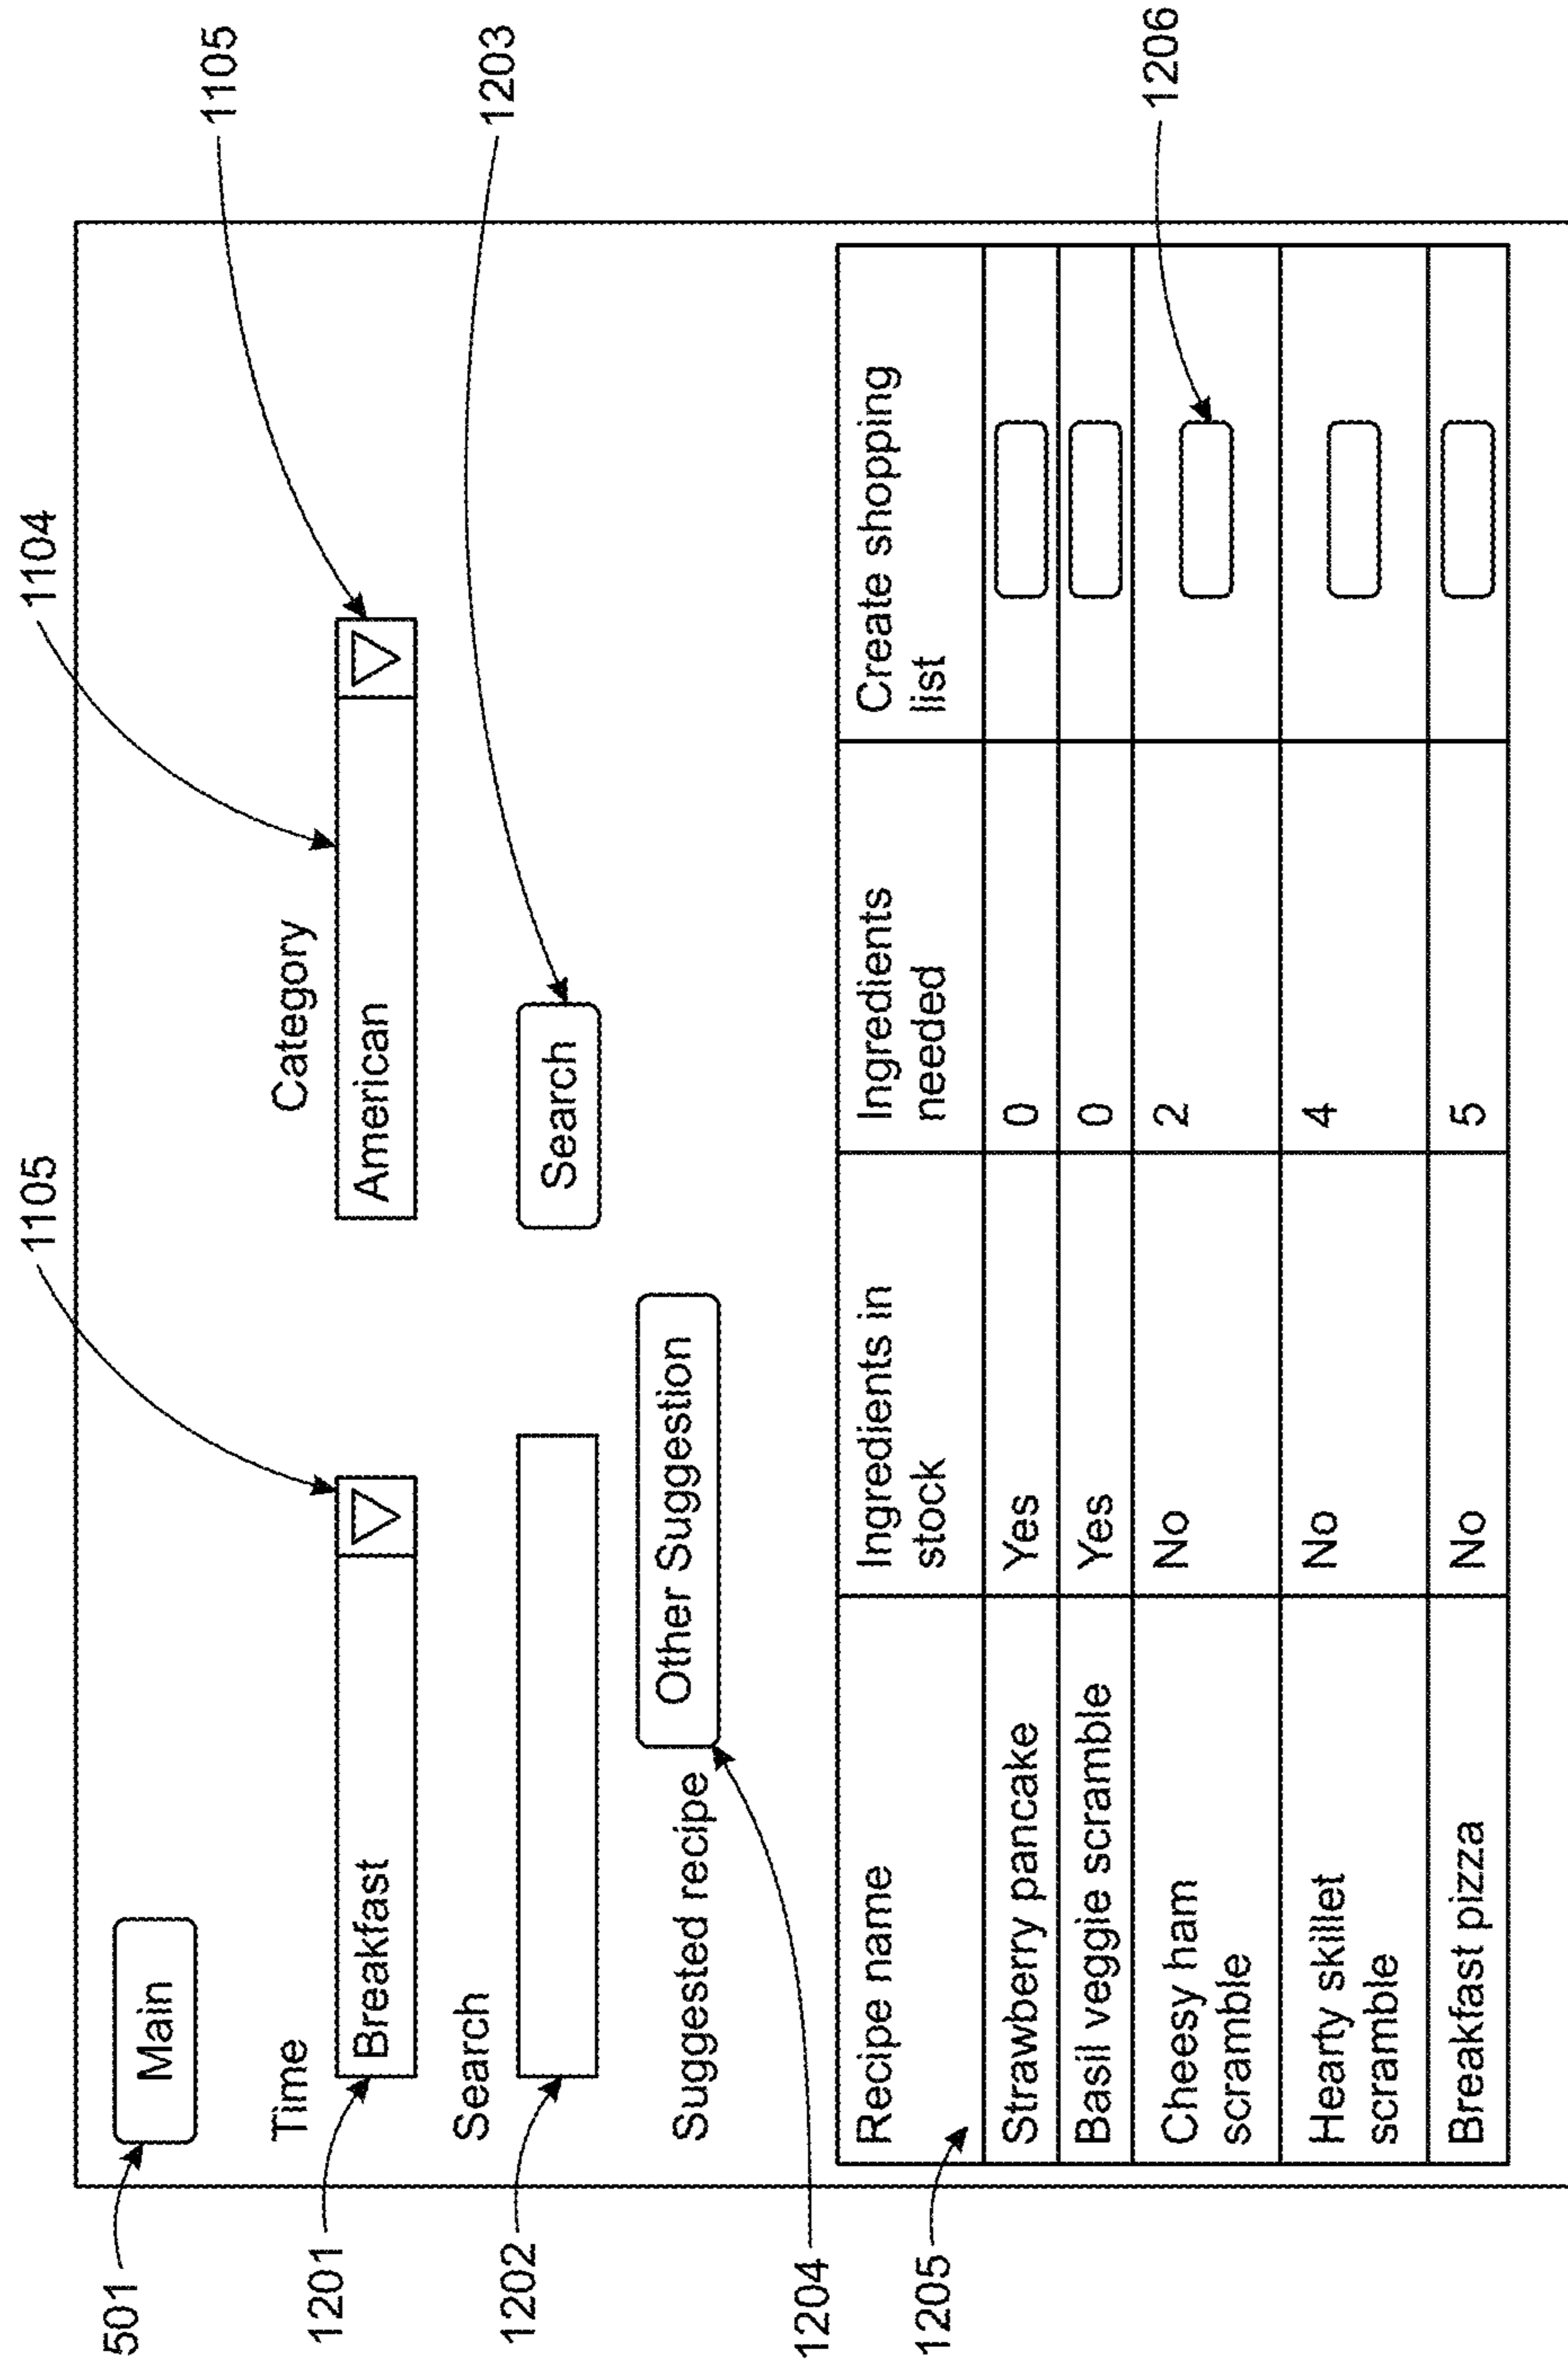 1105
1104
1105
1203
501
Main
Time
Category
1201
Breakfast
American
Search
1202
Search
Suggested recipe
Other Suggestion
1204
1205
Recipe name
Ingredients in
stock
Ingredients
needed
Create shopping
list
Strawberry pancake
Yes
0
Basil veggie scramble
Yes
0
Cheesy ham
scramble
No
2
1206
Hearty skillet
scramble
No
4
Breakfast pizza
No
5